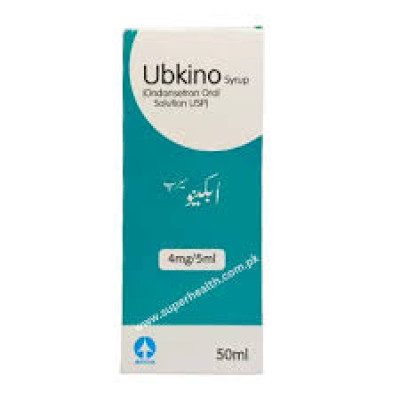 Ubkino Syrup
(Ondansetron Oral
Solution USP)
ابکینو سیرپ
4mg/5ml
www.superhealth.com.pk
50ml